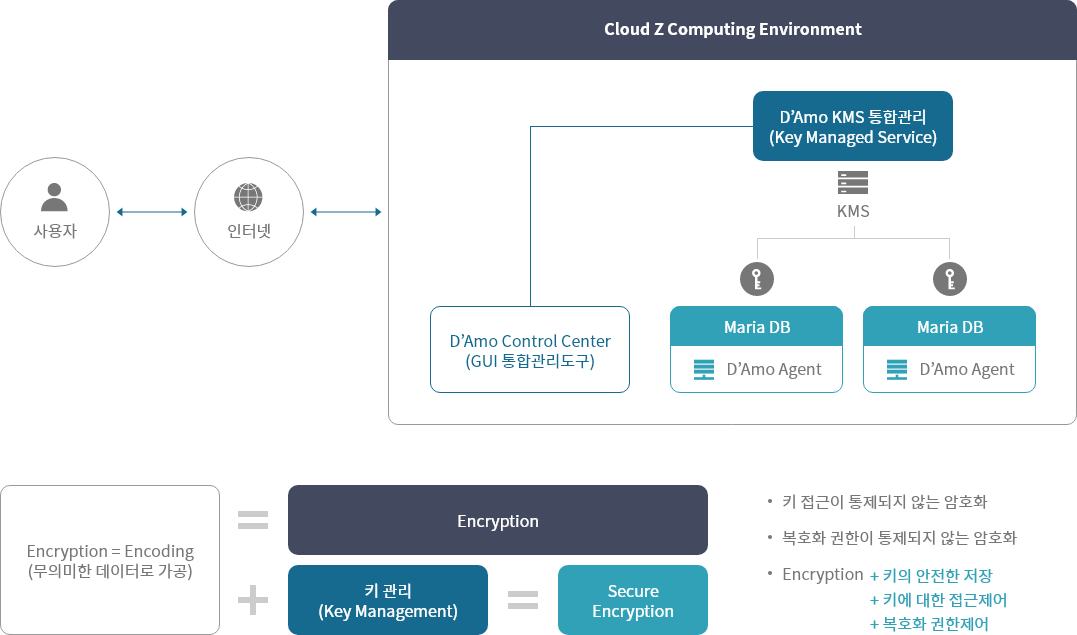 Cloud Z Computing Environment
D’Amo KMS 통합관리
(Key Managed Service)
KMS
사용자
인터넷
D’Amo Control Center
(GUI 통합관리도구)
Maria DB
D’Amo Agent
Maria DB
D’Amo Agent
Encryption = Encoding
(무의미한 데이터로 가공)
Encryption
키 관리
(Key Management)
Secure
Encryption
• 키 접근이 통제되지 않는 암호화
• 복호화 권한이 통제되지 않는 암호화
• Encryption + 키의 안전한 저장
+ 키에 대한 접근제어
+ 복호화 권한제어